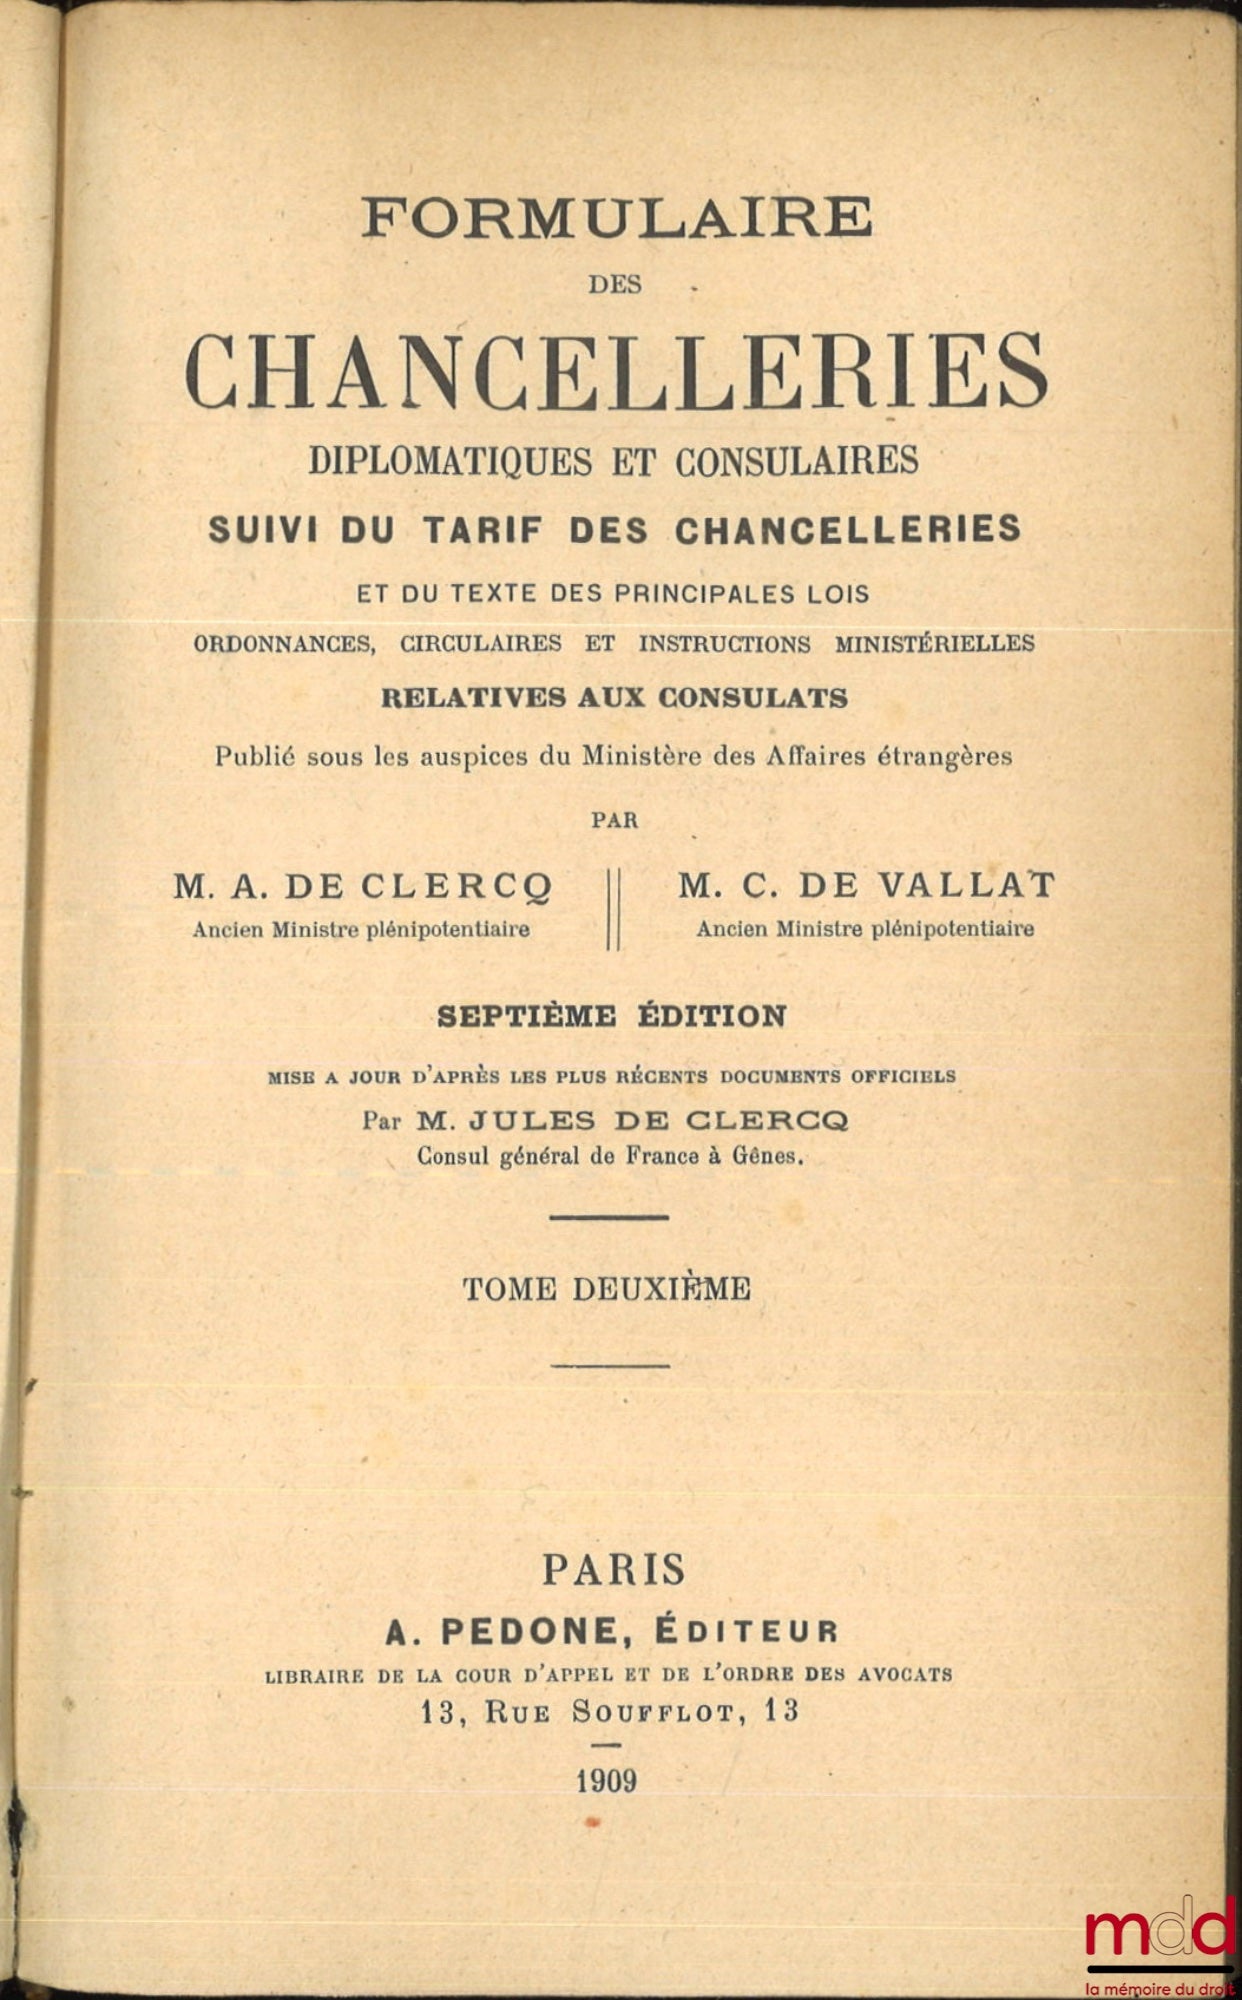 FORMULAIRE
DES
CHANCELLERIES
DIPLOMATIQUES ET CONSULAIRES
SUIVI DU TARIF DES CHANCELLERIES
ET DU TEXTE DES PRINCIPALES LOIS
ORDONNANCES, CIRCULAIRES ET INSTRUCTIONS MINISTÉRIELLES
RELATIVES AUX CONSULATS
Publié sous les auspices du Ministère des Affaires étrangères
PAR
M. A. DE CLERCQ
Ancien Ministre plénipotentiaire
M. C. DE VALLAT
Ancien Ministre plénipotentiaire
SEPTIÈME ÉDITION
MISE A JOUR D'APRÈS LES PLUS RÉCENTS DOCUMENTS OFFICIELS
Par M. JULES DE CLERCQ
Consul général de France à Gênes.
TOME DEUXIÈME
PARIS
A. PEDONE, ÉDITEUR
LIBRAIRE DE LA COUR D'APPEL ET DE L'ORDRE DES AVOCATS
13, RUE SOUFFLOT, 13
1909
mdd
la mémoire du droit